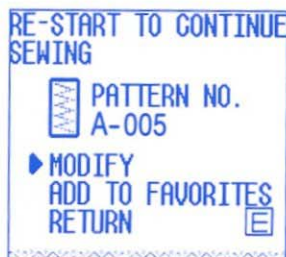 RE-START TO CONTINUE
SEWING
PATTERN NO.
A-005
MODIFY
ADD TO FAVORITES
RETURN E